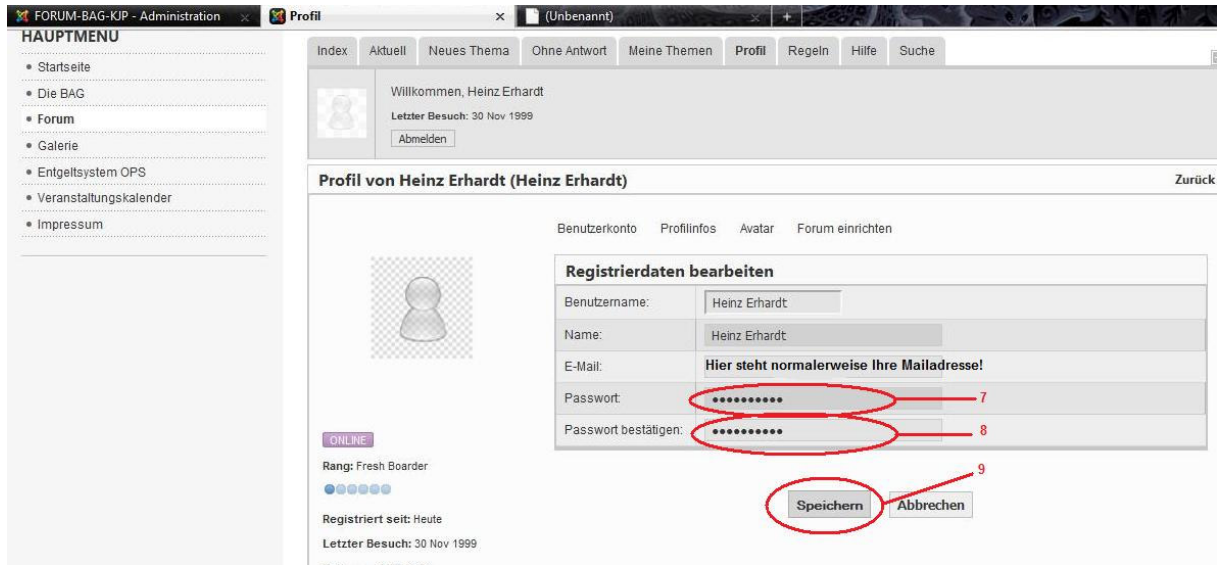 FORUM-BAG-KJP - Administration
Profil
(Unbenannt)
HAUPTMENÜ
Startseite
Die BAG
Forum
Galerie
Entgeltsystem OPS
Veranstaltungskalender
Impressum
Index Aktuell Neues Thema Ohne Antwort Meine Themen Profil Regeln Hilfe Suche
Willkommen, Heinz Erhardt
Letzter Besuch: 30 Nov 1999
Abmelden
Profil von Heinz Erhardt (Heinz Erhardt) Zurück
Benutzerkonto Profilinfos Avatar Forum einrichten
Registrierdaten bearbeiten
Benutzername: Heinz Erhardt
Name: Heinz Erhardt
E-Mail: Hier steht normalerweise Ihre Mailadresse!
Passwort: •••••••••• 7
Passwort bestätigen: •••••••••• 8
ONLINE
Rang: Fresh Boarder
9
Speichern Abbrechen
Registriert seit: Heute
Letzter Besuch: 30 Nov 1999